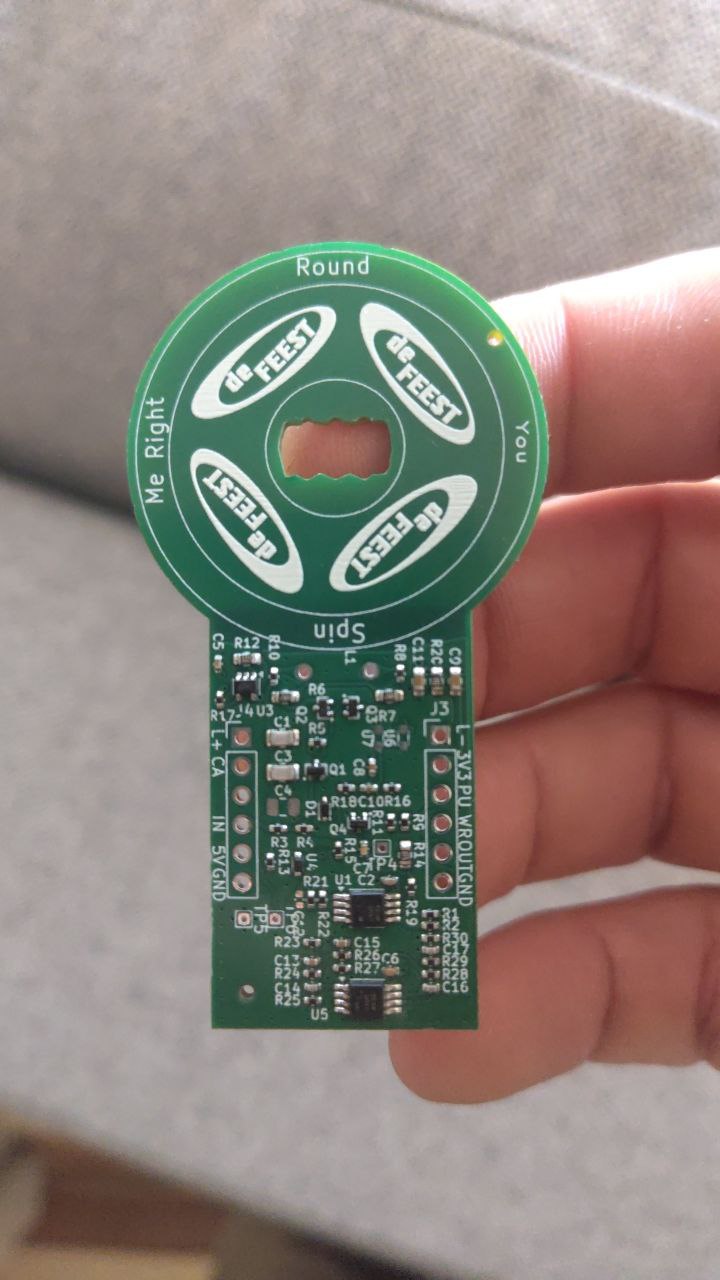 Round
de FEEST
de FEEST
Me Right
You
de FEEST
de FEEST
Spin
C5
R12
R10
L1
R8
C11
C9
U3
R6
J3
R17
Q2
R7
L+
CA
IN
5V
GND
C1
R5
L-
3V3
PU
WR
OUT
GND
C3
Q1
C8
C4
D1
R18
C10
R16
Q4
R11
R9
R3
R4
R15
R14
R13
U4
C7
TP4
R21
U1
C2
R19
TP5
R22
R1
R2
R23
C15
R30
R26
C17
C13
R27
C6
R29
R24
R28
C14
C16
R25
U5